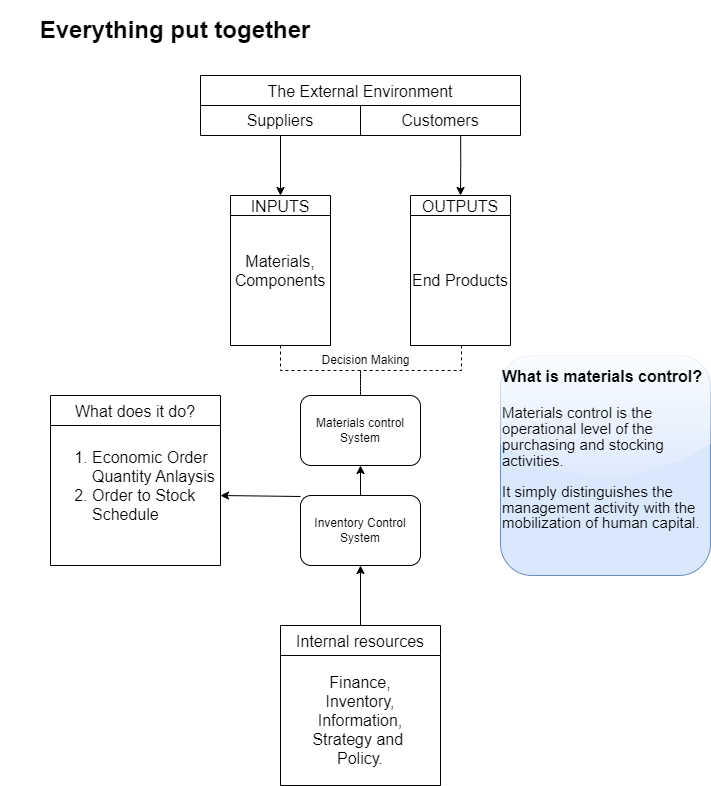 Everything put together
The External Environment
Suppliers
Customers
INPUTS
OUTPUTS
Materials,
Components
End Products
Decision Making
What is materials control?
Materials control is the
operational level of the
purchasing and stocking
activities.
It simply distinguishes the
management activity with the
mobilization of human capital.
What does it do?
1. Economic Order
Quantity Anlaysis
2. Order to Stock
Schedule
Materials control
System
Inventory Control
System
Internal resources
Finance,
Inventory,
Information,
Strategy and
Policy.